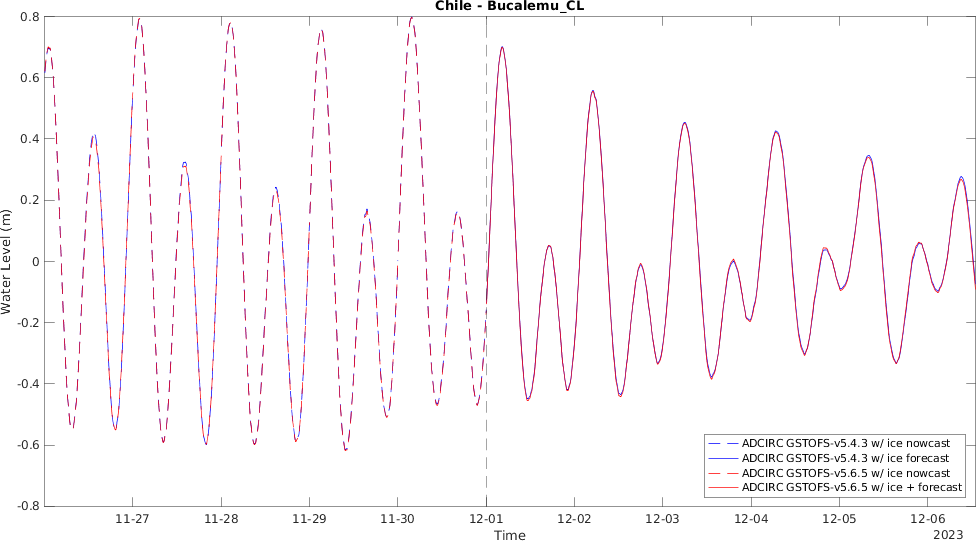 Chile - Bucalemu_CL
0.8
0.6
0.4
0.2
0
-0.2
-0.4
-0.6
-0.8
Water Level (m)
11-27 11-28 11-29 11-30 12-01 12-02 12-03 12-04 12-05 12-06
Time
2023
ADCIRC GSTOFS-v5.4.3 w/ ice nowcast
ADCIRC GSTOFS-v5.4.3 w/ ice forecast
ADCIRC GSTOFS-v5.6.5 w/ ice nowcast
ADCIRC GSTOFS-v5.6.5 w/ ice + forecast